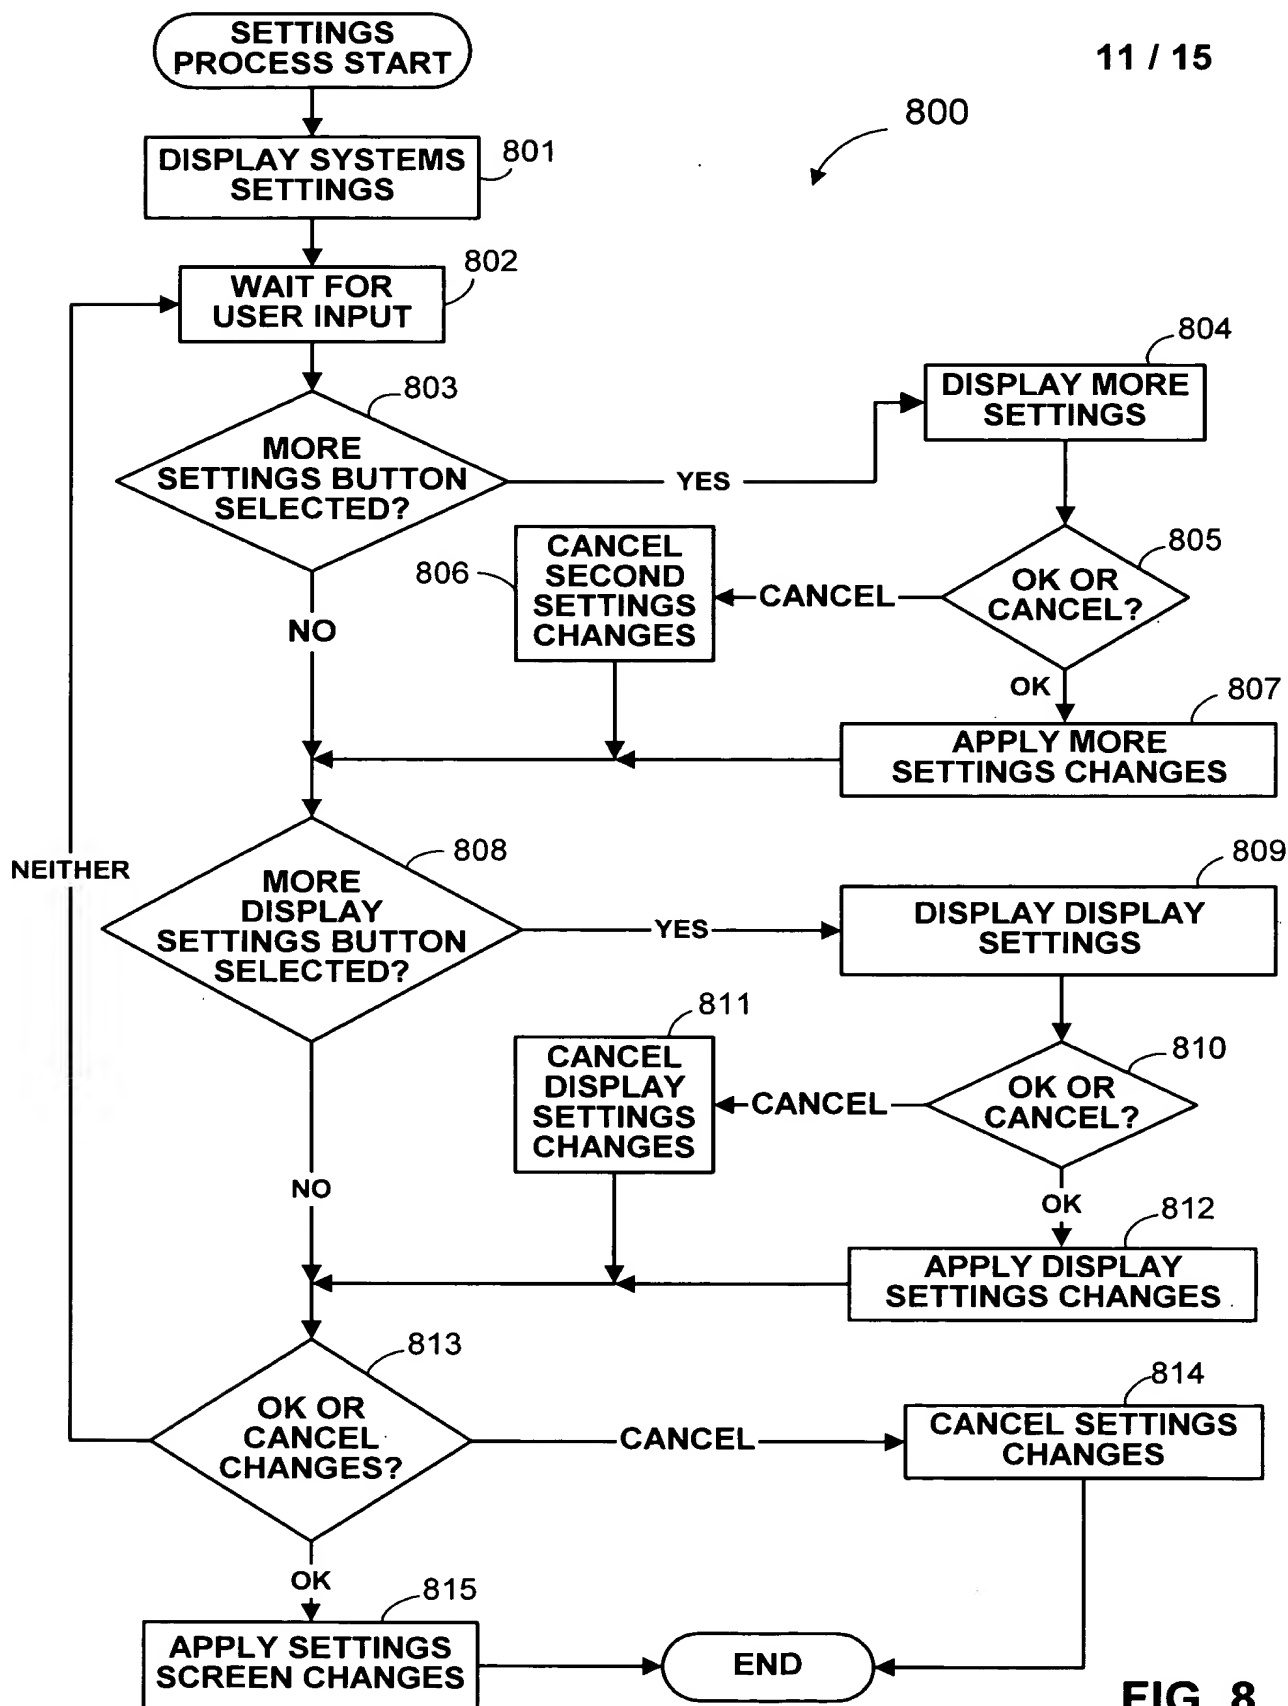 SETTINGS
PROCESS START
11 / 15
800
DISPLAY SYSTEMS
SETTINGS
801
WAIT FOR
USER INPUT
802
803
MORE
SETTINGS BUTTON
SELECTED?
YES
804
DISPLAY MORE
SETTINGS
805
OK OR
CANCEL?
CANCEL
806
CANCEL
SECOND
SETTINGS
CHANGES
NO
OK
807
APPLY MORE
SETTINGS CHANGES
NEITHER
808
MORE
DISPLAY
SETTINGS BUTTON
SELECTED?
YES
809
DISPLAY DISPLAY
SETTINGS
810
OK OR
CANCEL?
CANCEL
811
CANCEL
DISPLAY
SETTINGS
CHANGES
NO
OK
812
APPLY DISPLAY
SETTINGS CHANGES
813
OK OR
CANCEL
CHANGES?
CANCEL
814
CANCEL SETTINGS
CHANGES
OK
815
APPLY SETTINGS
SCREEN CHANGES
END
FIG. 8